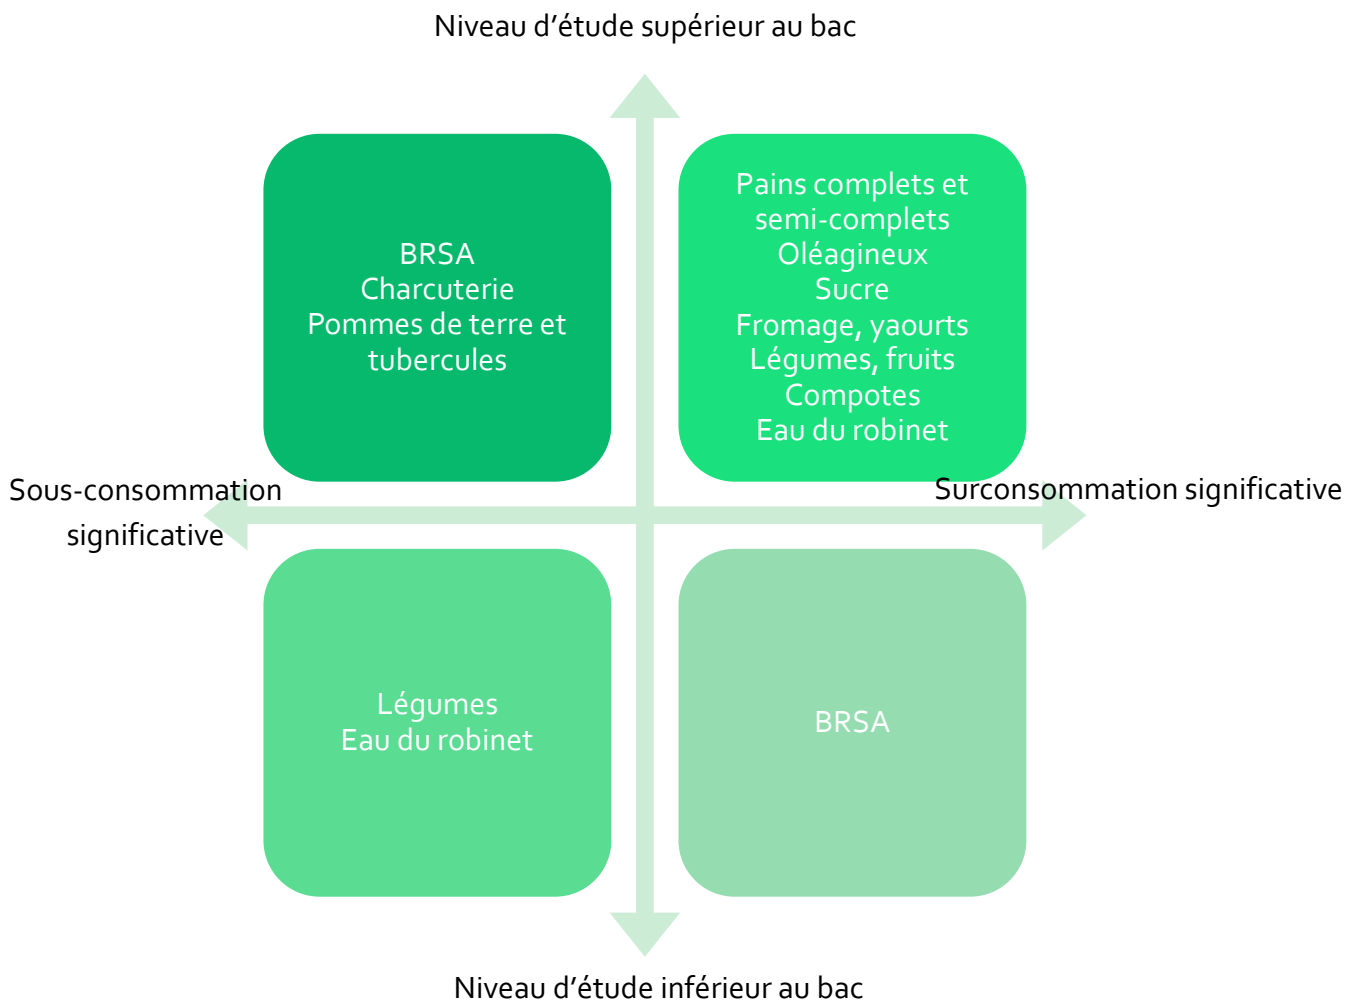 Niveau d’étude supérieur au bac
BRSA
Charcuterie
Pommes de terre et
tubercules
Pains complets et
semi-complets
Oléagineux
Sucre
Fromage, yaourts
Légumes, fruits
Compotes
Eau du robinet
Sous-consommation
significative
Surconsommation significative
Légumes
Eau du robinet
BRSA
Niveau d’étude inférieur au bac